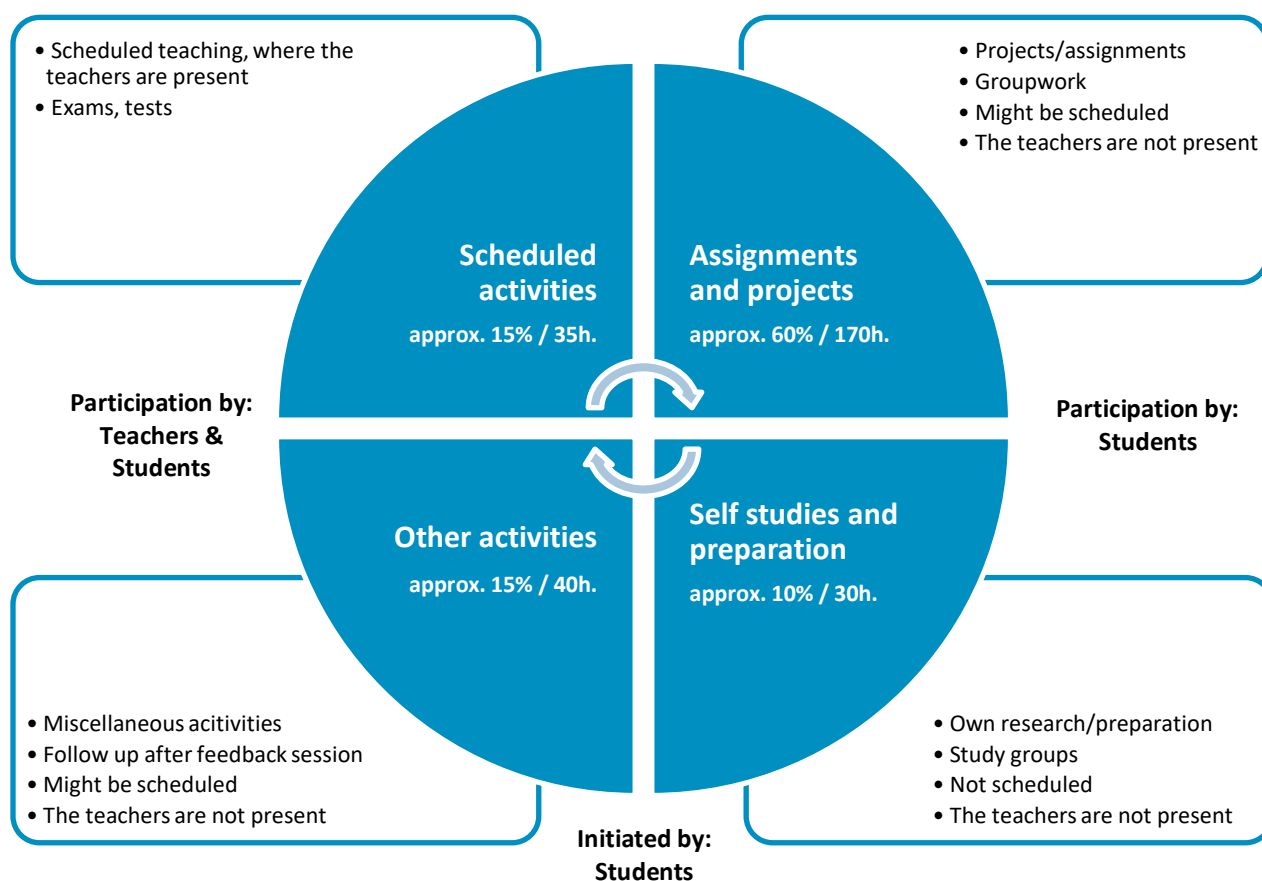 • Scheduled teaching, where the
teachers are present
• Exams, tests
• Projects/assignments
• Groupwork
• Might be scheduled
• The teachers are not present
Scheduled
activities
approx. 15% / 35h.
Assignments
and projects
approx. 60% / 170h.
Participation by:
Teachers &
Students
Participation by:
Students
Other activities
approx. 15% / 40h.
Self studies and
preparation
approx. 10% / 30h.
• Miscellaneous acitivities
• Follow up after feedback session
• Might be scheduled
• The teachers are not present
• Own research/preparation
• Study groups
• Not scheduled
• The teachers are not present
Initiated by:
Students